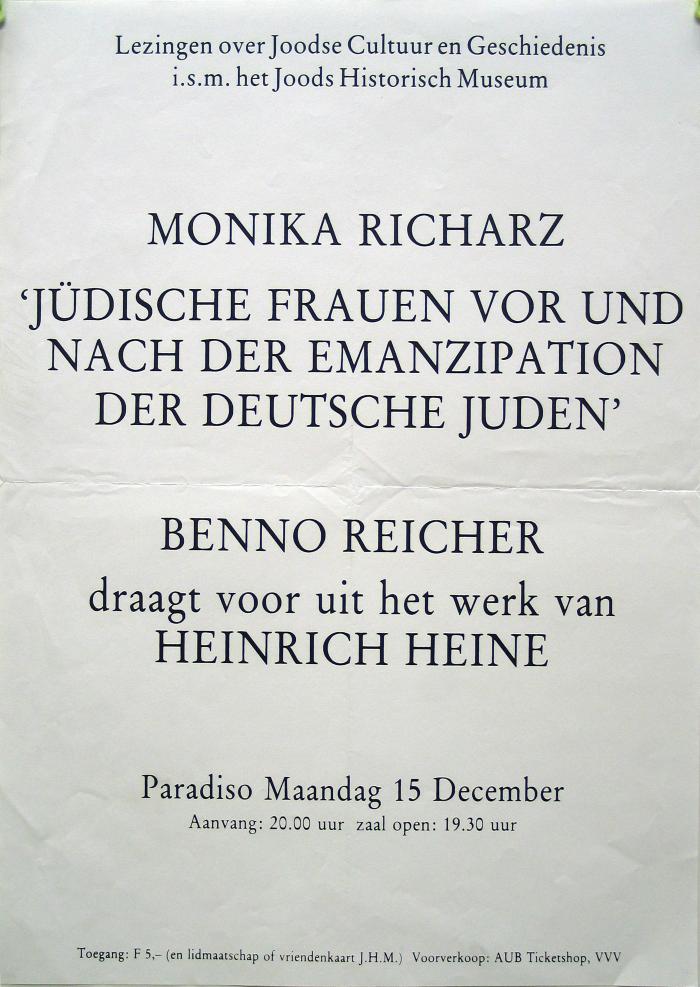 Lezingen over Joodse Cultuur en Geschiedenis
i.s.m. het Joods Historisch Museum
MONIKA RICHARZ
‘JÜDISCHE FRAUEN VOR UND
NACH DER EMANZIPATION
DER DEUTSCHE JUDEN’
BENNO REICHER
draagt voor uit het werk van
HEINRICH HEINE
Paradiso Maandag 15 December
Aanvang: 20.00 uur zaal open: 19.30 uur
Toegang: F 5,– (en lidmaatschap of vriendenkaart J.H.M.) Voorverkoop: AUB Ticketshop, VVV